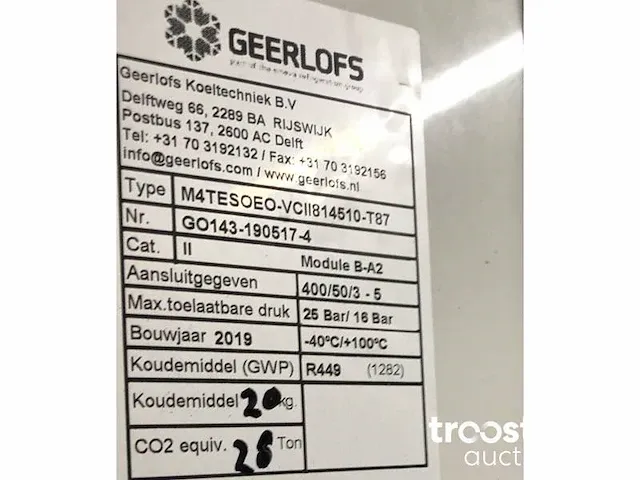 GEERLOFS
part of the eneva refrigeration group
Geerlofs Koeltechniek B.V
Delftweg 66, 2289 BA RIJSWIJK
Postbus 137, 2600 AC Delft
Tel: +31 70 3192132 / Fax: +31 70 3192156
info@geerlofs.com / www.geerlofs.nl
Type M4TESOEO-VCII814510-T87
Nr. GO143-190517-4
Cat. II Module B-A2
Aansluitgegeven 400/50/3 - 5
Max.toelaatbare druk 25 Bar/ 16 Bar
Bouwjaar 2019 -40°C/+100°C
Koudemiddel (GWP) R449 (1282)
Koudemiddel 20 kg.
CO2 equiv. 28 Ton
troost
auct